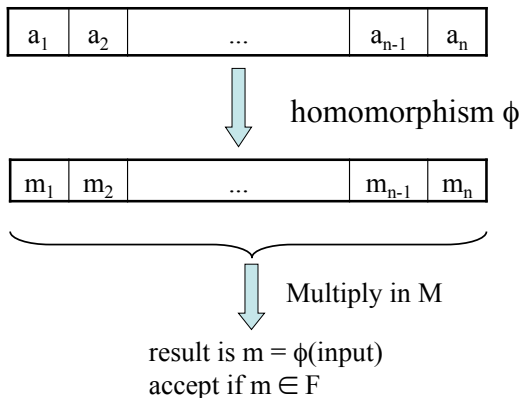 a₁ a₂ ... aₙ₋₁ aₙ
homomorphism ϕ
m₁ m₂ ... mₙ₋₁ mₙ
Multiply in M
result is m = ϕ(input)
accept if m ∈ F